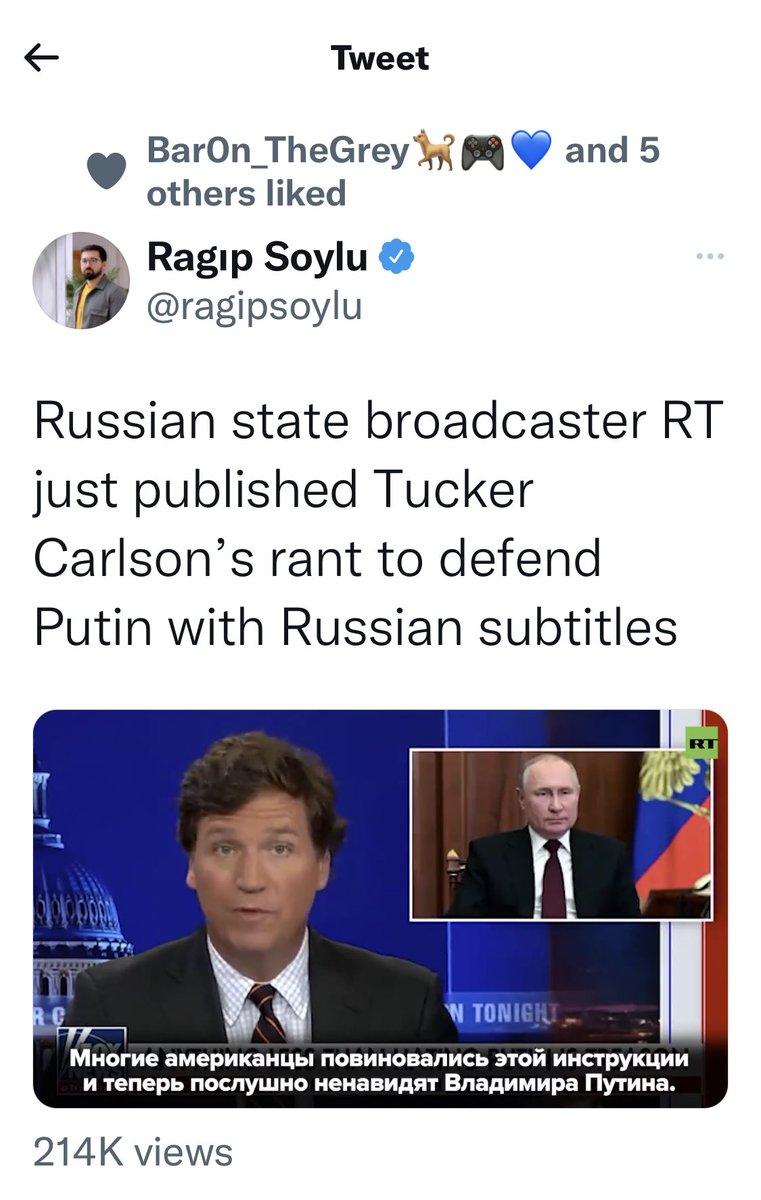 Tweet
BarOn_TheGrey🐕🎮💙 and 5
others liked
Ragıp Soylu
@ragipsoylu
Russian state broadcaster RT
just published Tucker
Carlson’s rant to defend
Putin with Russian subtitles
RT
R C
N TONIGHT
FOX
NEWS
Многие американцы повиновались этой инструкции
и теперь послушно ненавидят Владимира Путина.
214K views